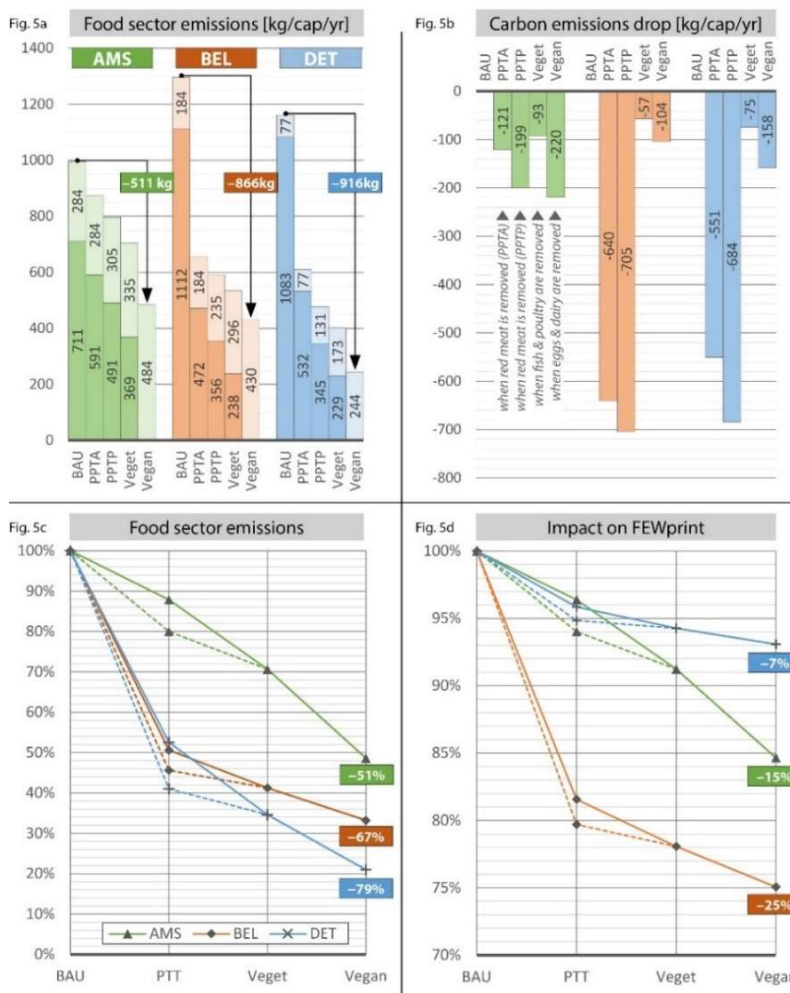 Fig. 5a
Food sector emissions [kg/cap/yr]
AMS BEL DET
1400
1200
1000
800
600
400
200
0
284 284 305 335
711 591 491 369 484
184 184 235 296
1112 472 356 238 430
77 77 131 173
1083 532 345 229 244
−511 kg
−866kg
−916kg
BAU PPTA PPTP Veget Vegan
BAU PPTA PPTP Veget Vegan
BAU PPTA PPTP Veget Vegan
Fig. 5b
Carbon emissions drop [kg/cap/yr]
BAU PPTA PPTP Veget Vegan
BAU PPTA PPTP Veget Vegan
BAU PPTA PPTP Veget Vegan
0
-100
-200
-300
-400
-500
-600
-700
-800
-121 -199 -93 -220
-640 -705 -57 -104
-551 -684 -75 -158
when red meat is removed (PPTA)
when red meat is removed (PPTP)
when fish & poultry are removed
when eggs & dairy are removed
Fig. 5c
Food sector emissions
100%
90%
80%
70%
60%
50%
40%
30%
20%
10%
0%
−51%
−67%
−79%
AMS BEL DET
BAU PTT Veget Vegan
Fig. 5d
Impact on FEWprint
100%
95%
90%
85%
80%
75%
70%
−7%
−15%
−25%
BAU PTT Veget Vegan